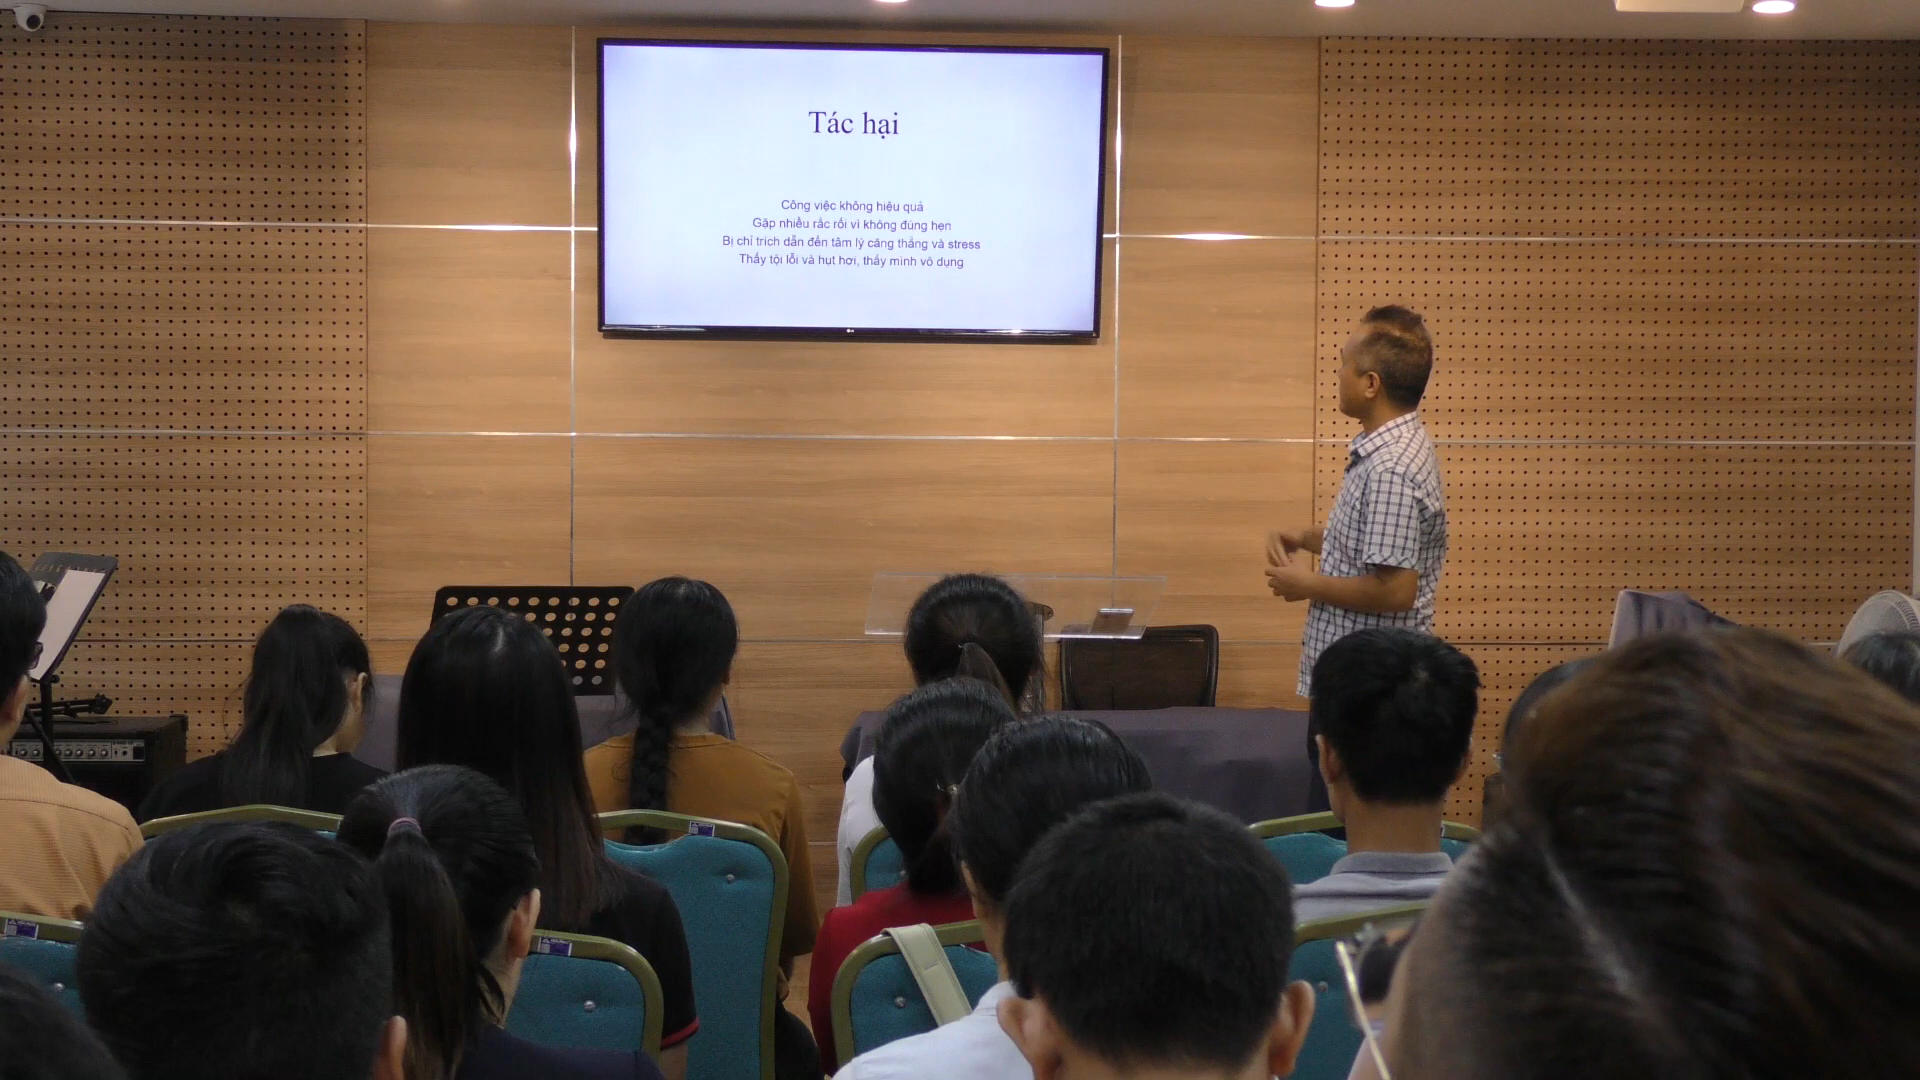 Tác hại
Công việc không hiệu quả
Gặp nhiều rắc rối vì không đúng hẹn
Bị chỉ trích dẫn đến tâm lý căng thẳng và stress
Thấy tội lỗi và hụt hơi, thấy mình vô dụng
LG